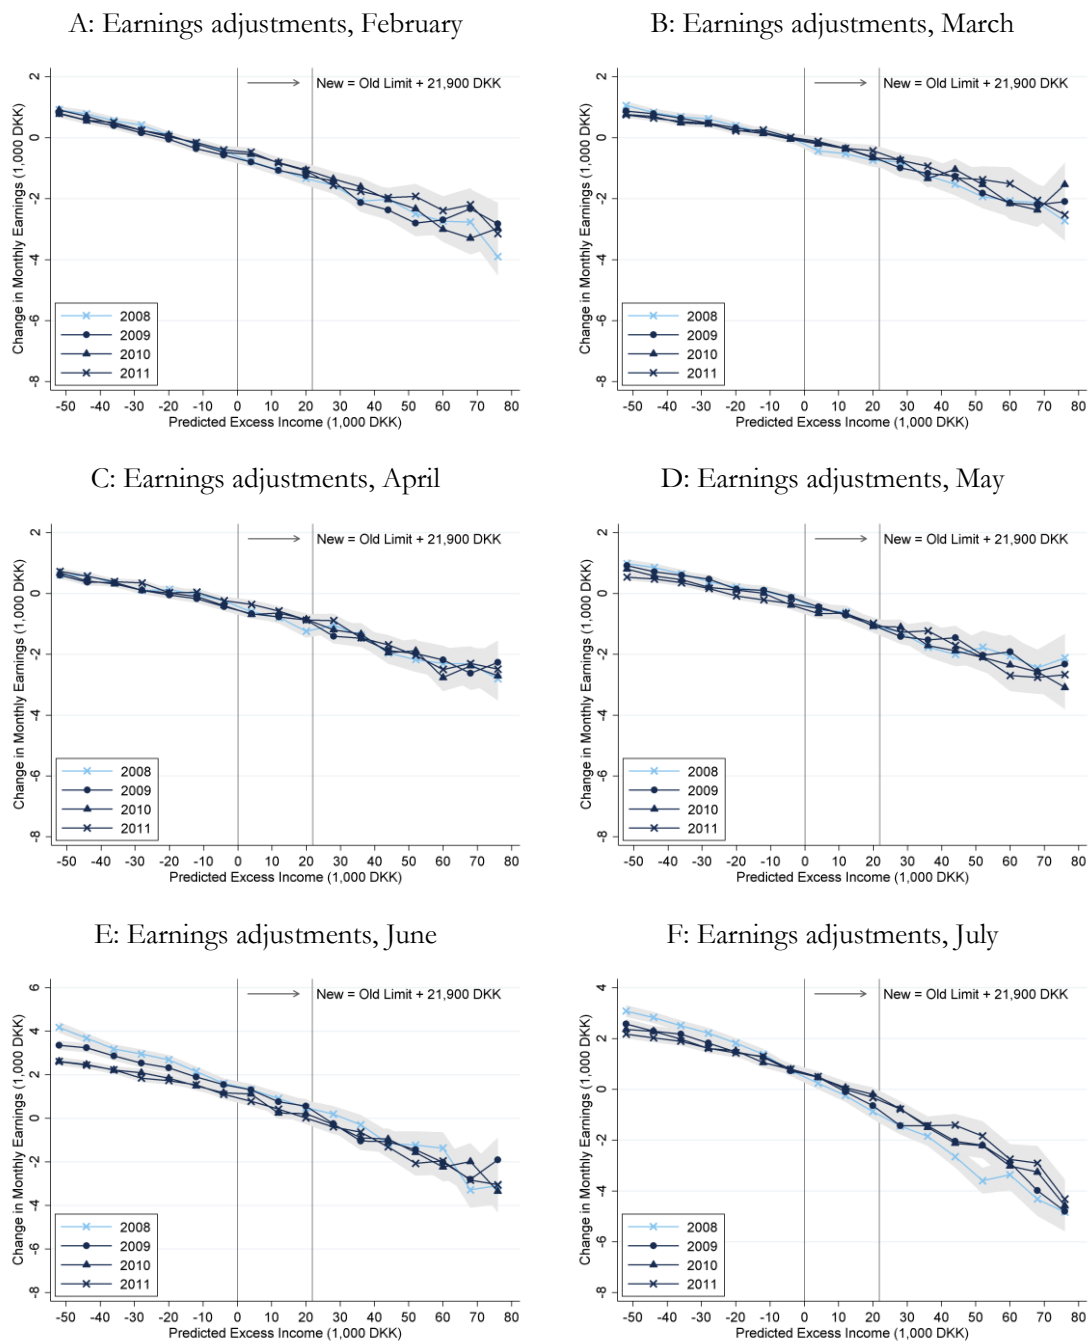 A: Earnings adjustments, February
New = Old Limit + 21,900 DKK
Change in Monthly Earnings (1,000 DKK)
2
0
-2
-4
-6
-8
2008
2009
2010
2011
-50 -40 -30 -20 -10 0 10 20 30 40 50 60 70 80
Predicted Excess Income (1,000 DKK)
B: Earnings adjustments, March
New = Old Limit + 21,900 DKK
Change in Monthly Earnings (1,000 DKK)
2
0
-2
-4
-6
-8
2008
2009
2010
2011
-50 -40 -30 -20 -10 0 10 20 30 40 50 60 70 80
Predicted Excess Income (1,000 DKK)
C: Earnings adjustments, April
New = Old Limit + 21,900 DKK
Change in Monthly Earnings (1,000 DKK)
2
0
-2
-4
-6
-8
2008
2009
2010
2011
-50 -40 -30 -20 -10 0 10 20 30 40 50 60 70 80
Predicted Excess Income (1,000 DKK)
D: Earnings adjustments, May
New = Old Limit + 21,900 DKK
Change in Monthly Earnings (1,000 DKK)
2
0
-2
-4
-6
-8
2008
2009
2010
2011
-50 -40 -30 -20 -10 0 10 20 30 40 50 60 70 80
Predicted Excess Income (1,000 DKK)
E: Earnings adjustments, June
New = Old Limit + 21,900 DKK
Change in Monthly Earnings (1,000 DKK)
6
4
2
0
-2
-4
-6
-8
2008
2009
2010
2011
-50 -40 -30 -20 -10 0 10 20 30 40 50 60 70 80
Predicted Excess Income (1,000 DKK)
F: Earnings adjustments, July
New = Old Limit + 21,900 DKK
Change in Monthly Earnings (1,000 DKK)
4
2
0
-2
-4
-6
-8
2008
2009
2010
2011
-50 -40 -30 -20 -10 0 10 20 30 40 50 60 70 80
Predicted Excess Income (1,000 DKK)